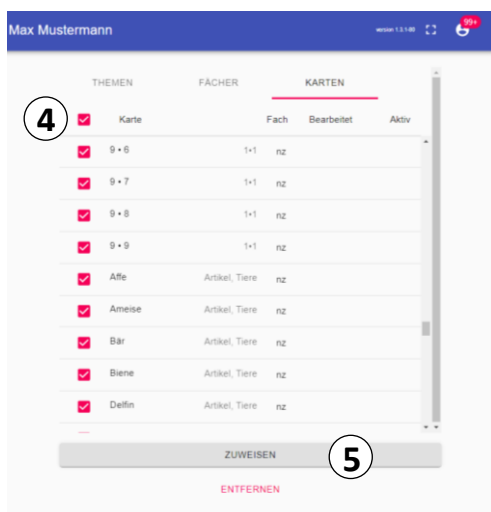 Max Mustermann version 1.3.1-89 99+
THEMEN FÄCHER KARTEN
4 Karte Fach Bearbeitet Aktiv
9 • 6 1•1 nz
9 • 7 1•1 nz
9 • 8 1•1 nz
9 • 9 1•1 nz
Affe Artikel, Tiere nz
Ameise Artikel, Tiere nz
Bär Artikel, Tiere nz
Biene Artikel, Tiere nz
Delfin Artikel, Tiere nz
ZUWEISEN 5
ENTFERNEN